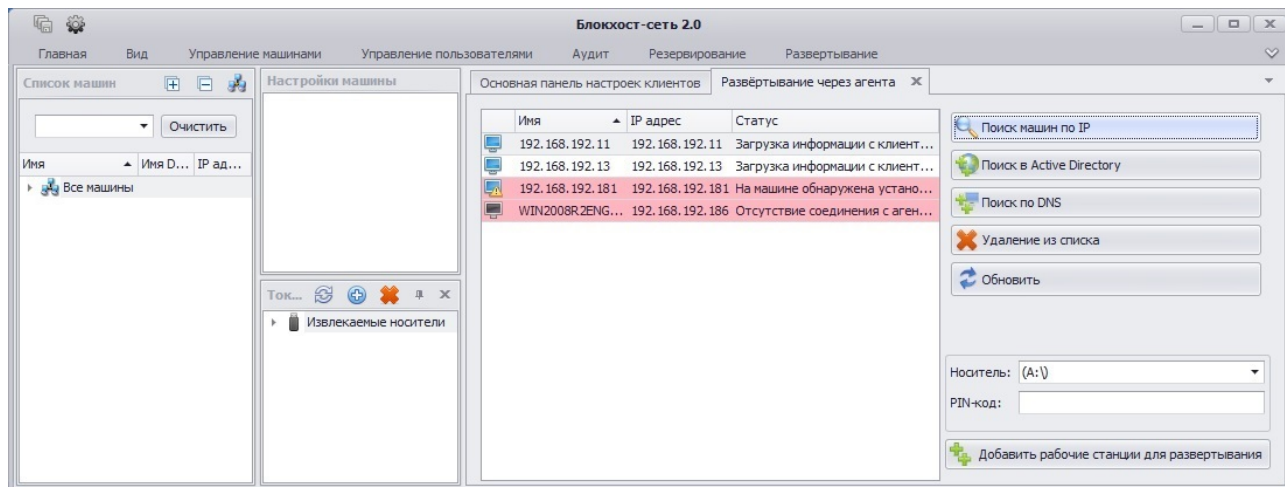 Блокхост-сеть 2.0
Главная Вид Управление машинами Управление пользователями Аудит Резервирование Развертывание
Список машин
Очистить
Имя Имя D... IP ад...
Все машины
Настройки машины
Ток...
Извлекаемые носители
Основная панель настроек клиентов Развёртывание через агента
Имя IP адрес Статус
192.168.192.11 192.168.192.11 Загрузка информации с клиент...
192.168.192.13 192.168.192.13 Загрузка информации с клиент...
192.168.192.181 192.168.192.181 На машине обнаружена устано...
WIN2008R2ENG... 192.168.192.186 Отсутствие соединения с аген...
Поиск машин по IP
Поиск в Active Directory
Поиск по DNS
Удаление из списка
Обновить
Носитель: (A:\)
PIN-код:
Добавить рабочие станции для развертывания